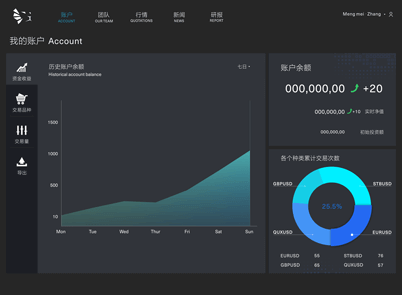 账户 团队 行情 新闻 研报
ACCOUNT OUR TEAM QUOTATIONS NEWS REPORT
Meng mei Zhang
我的账户 Account
资金收益
交易品种
交易量
导出
历史账户余额
七日
Historical account balance
1500
1000
500
10
Mon Tue Wed Thur Fri Sat Sun
账户余额
000,000,00 +20
000,000,00 +10 实时净值
000,000,00 初始投资额
各个种类累计交易次数
GBPUSD STBUSD
25.5%
QUXUSD EURUSD
EURUSD 55 STBUSD 76
GBPUSD 65 QUXUSD 57